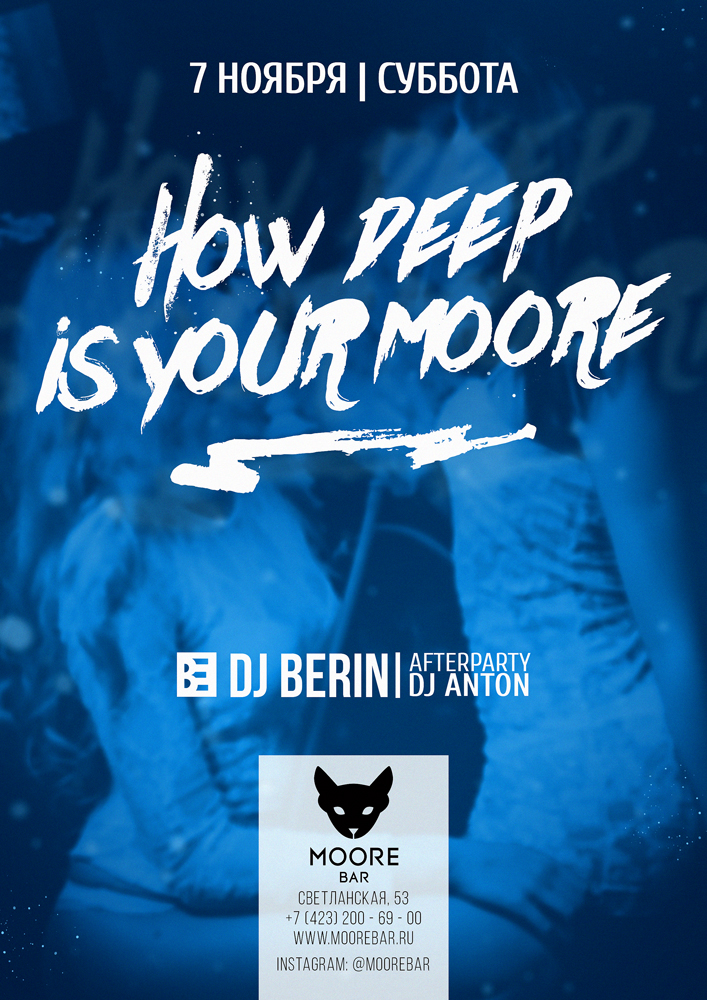 7 НОЯБРЯ | СУББОТА
HOW DEEP
IS YOUR MOORE
BE DJ BERIN | AFTERPARTY
DJ ANTON
MOORE
BAR
СВЕТЛАНСКАЯ, 53
+7 (423) 200 - 69 - 00
WWW.MOOREBAR.RU
INSTAGRAM: @MOOREBAR